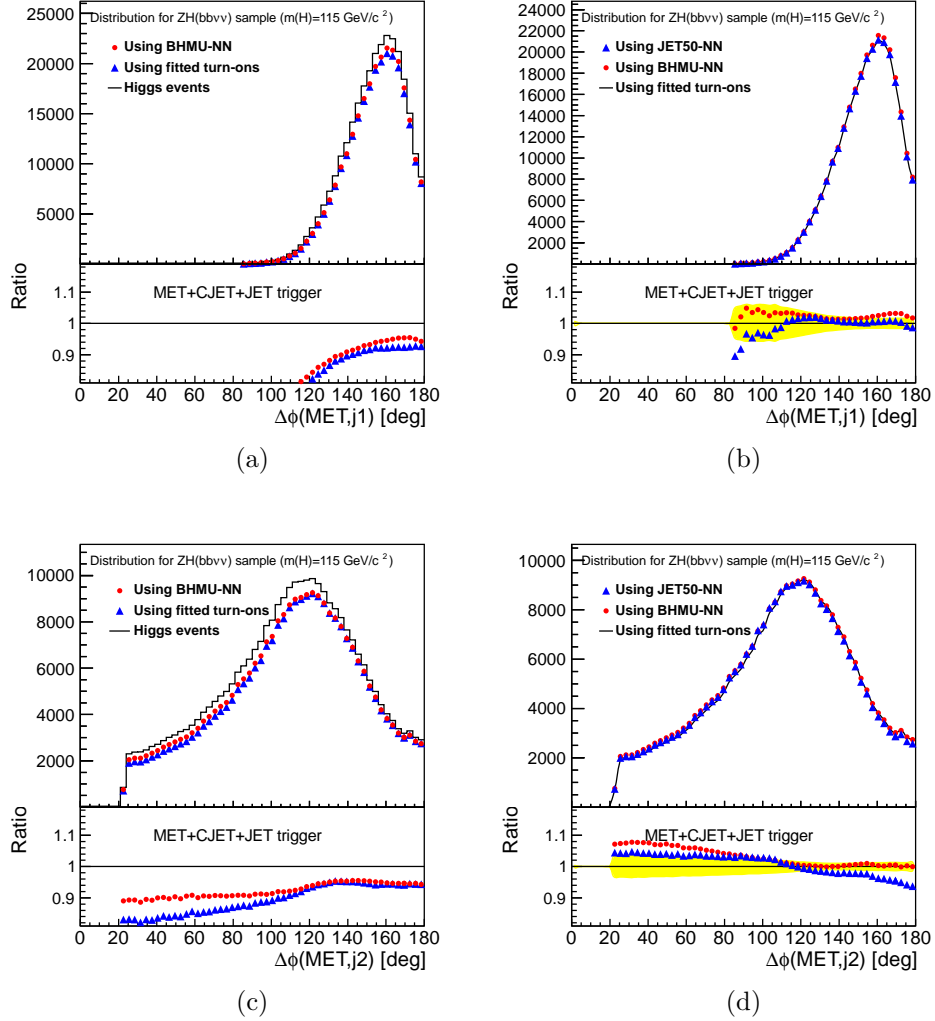 Distribution for ZH(bbνν) sample (m(H)=115 GeV/c²)
Using BHMU-NN
Using fitted turn-ons
Higgs events
20000
15000
10000
5000
Ratio
MET+CJET+JET trigger
1.1
1
0.9
0 20 40 60 80 100 120 140 160 180
Δϕ(MET,j1) [deg]
(a)
Distribution for ZH(bbνν) sample (m(H)=115 GeV/c²)
Using JET50-NN
Using BHMU-NN
Using fitted turn-ons
22000
20000
18000
16000
14000
12000
10000
8000
6000
4000
2000
Ratio
MET+CJET+JET trigger
1.1
1
0.9
0 20 40 60 80 100 120 140 160 180
Δϕ(MET,j1) [deg]
(b)
Distribution for ZH(bbνν) sample (m(H)=115 GeV/c²)
Using BHMU-NN
Using fitted turn-ons
Higgs events
10000
8000
6000
4000
2000
Ratio
MET+CJET+JET trigger
1.1
1
0.9
0 20 40 60 80 100 120 140 160 180
Δϕ(MET,j2) [deg]
(c)
Distribution for ZH(bbνν) sample (m(H)=115 GeV/c²)
Using JET50-NN
Using BHMU-NN
Using fitted turn-ons
10000
8000
6000
4000
2000
Ratio
MET+CJET+JET trigger
1.1
1
0.9
0 20 40 60 80 100 120 140 160 180
Δϕ(MET,j2) [deg]
(d)